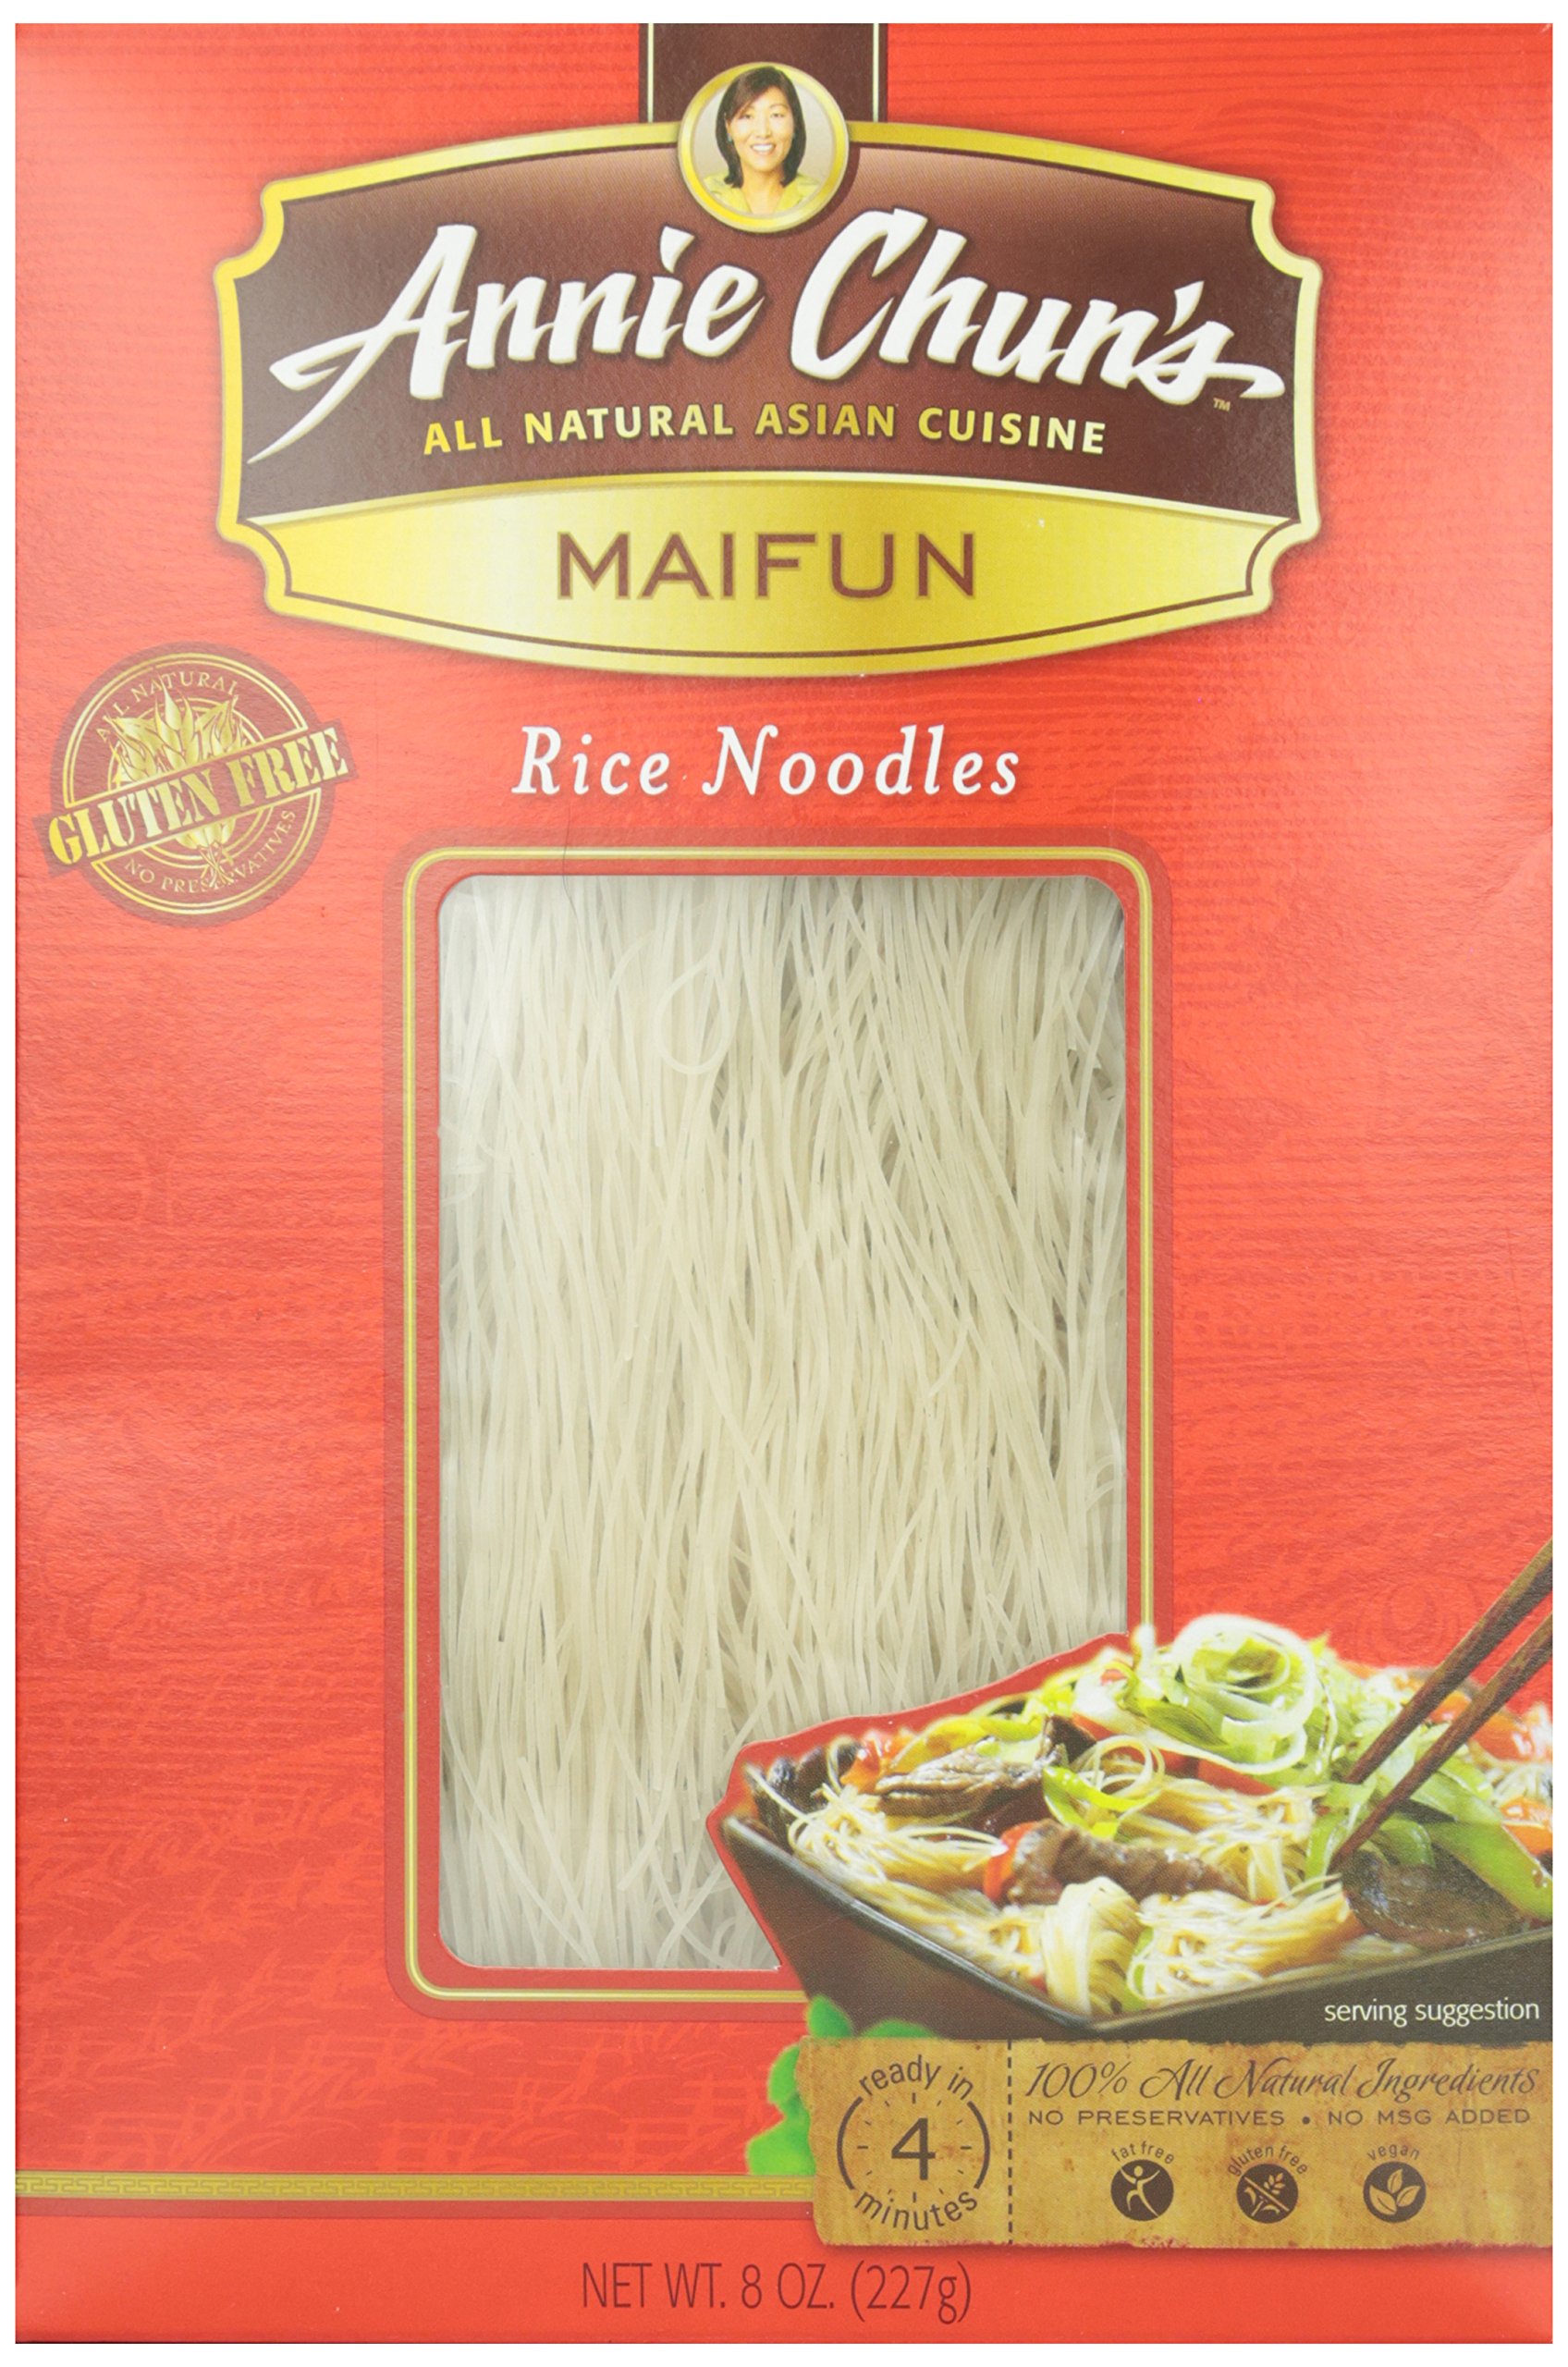 Annie Chun's™
ALL NATURAL ASIAN CUISINE
MAIFUN
ALL NATURAL
GLUTEN FREE
NO PRESERVATIVES
Rice Noodles
serving suggestion
ready in
4
minutes
100% All Natural Ingredients
NO PRESERVATIVES • NO MSG ADDED
fat free
gluten free
vegan
NET WT. 8 OZ. (227g)